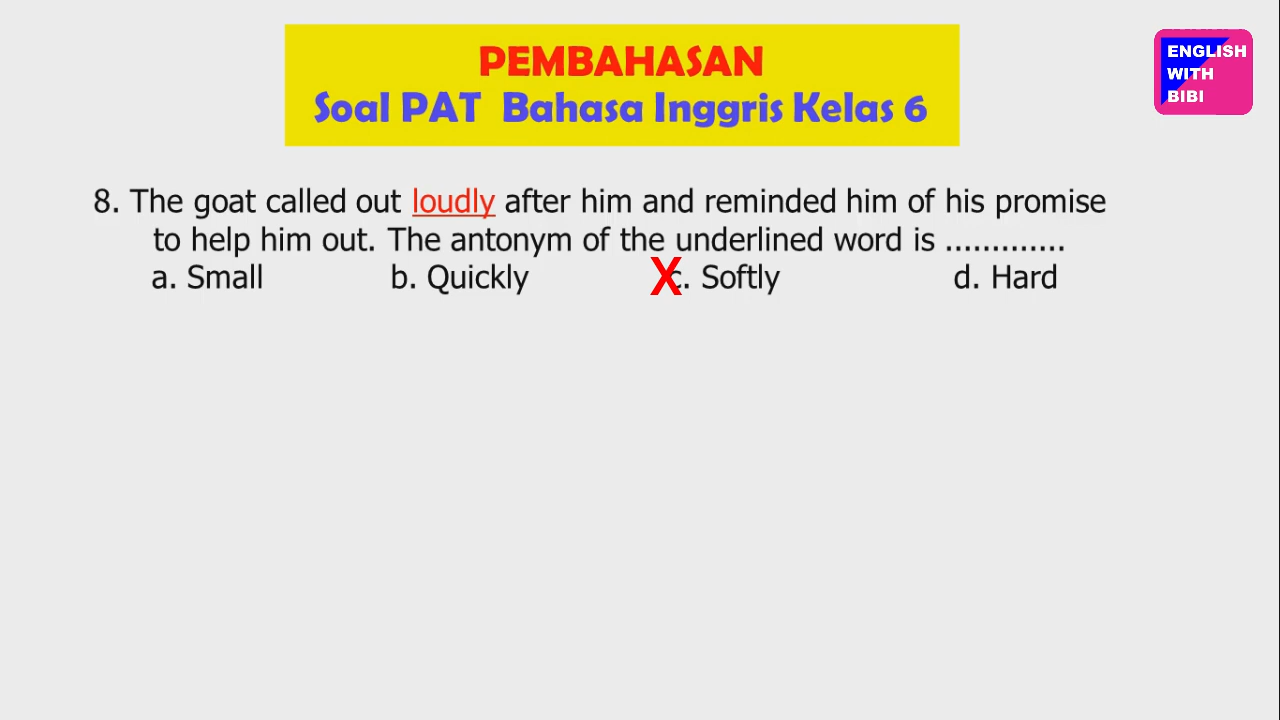 PEMBAHASAN
Soal PAT Bahasa Inggris Kelas 6
ENGLISH
WITH
BIBI
8. The goat called out loudly after him and reminded him of his promise
to help him out. The antonym of the underlined word is .............
a. Small b. Quickly X c. Softly d. Hard